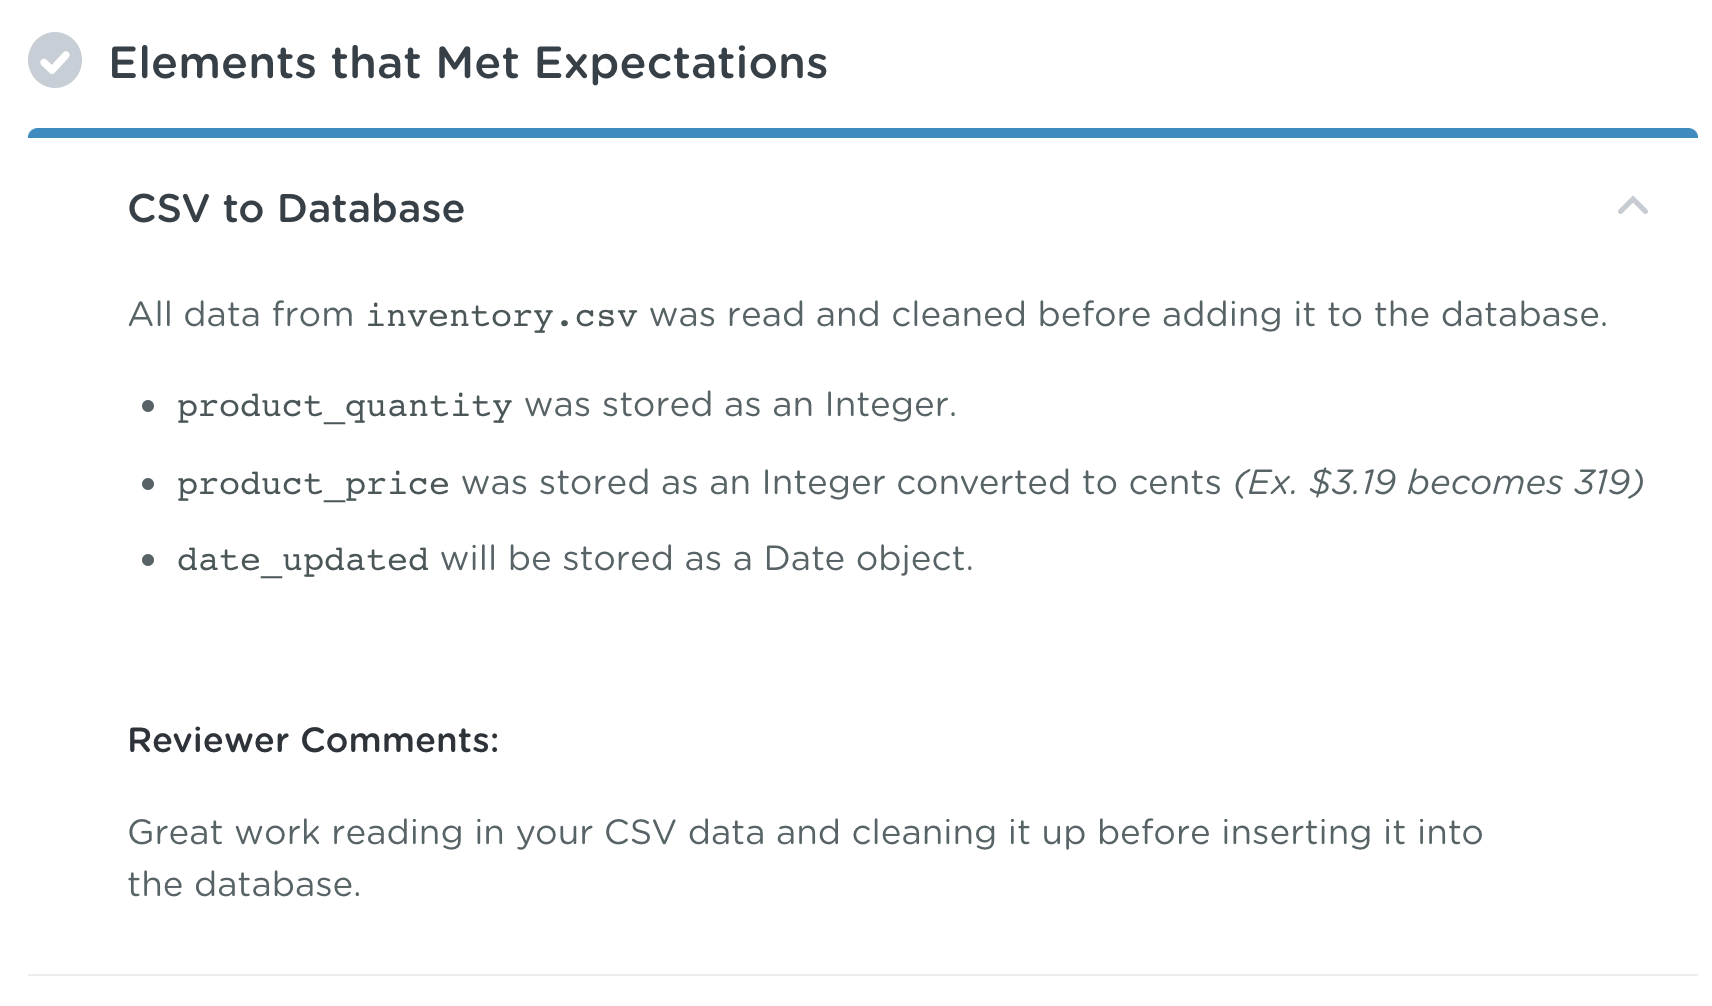 Elements that Met Expectations
CSV to Database
All data from inventory.csv was read and cleaned before adding it to the database.
• product_quantity was stored as an Integer.
• product_price was stored as an Integer converted to cents (Ex. $3.19 becomes 319)
• date_updated will be stored as a Date object.
Reviewer Comments:
Great work reading in your CSV data and cleaning it up before inserting it into
the database.